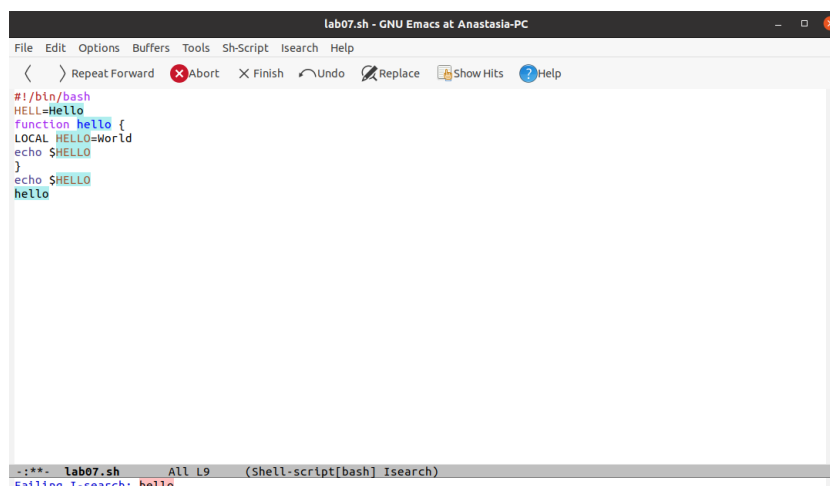 lab07.sh - GNU Emacs at Anastasia-PC
File Edit Options Buffers Tools Sh-Script Isearch Help
Repeat Forward Abort Finish Undo Replace Show Hits Help
#!/bin/bash
HELL=Hello
function hello {
LOCAL HELLO=World
echo $HELLO
}
echo $HELLO
hello
-:**- lab07.sh All L9 (Shell-script[bash] Isearch)
Failing I-search: hello